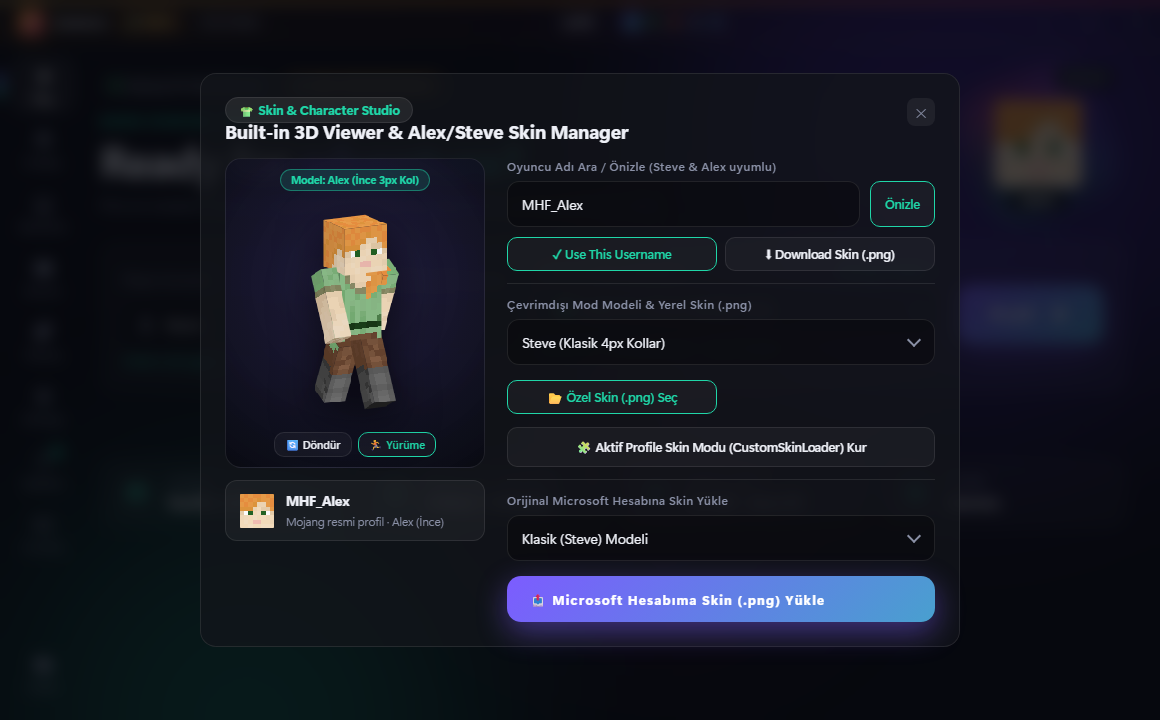 Skin & Character Studio
Built-in 3D Viewer & Alex/Steve Skin Manager
Model: Alex (İnce 3px Kol)
Döndür
Yürüme
MHF_Alex
Mojang resmi profil · Alex (İnce)
Oyuncu Adı Ara / Önizle (Steve & Alex uyumlu)
MHF_Alex
Önizle
✓ Use This Username
⬇ Download Skin (.png)
Çevrimdışı Mod Modeli & Yerel Skin (.png)
Steve (Klasik 4px Kollar)
Özel Skin (.png) Seç
Aktif Profile Skin Modu (CustomSkinLoader) Kur
Orijinal Microsoft Hesabına Skin Yükle
Klasik (Steve) Modeli
Microsoft Hesabıma Skin (.png) Yükle